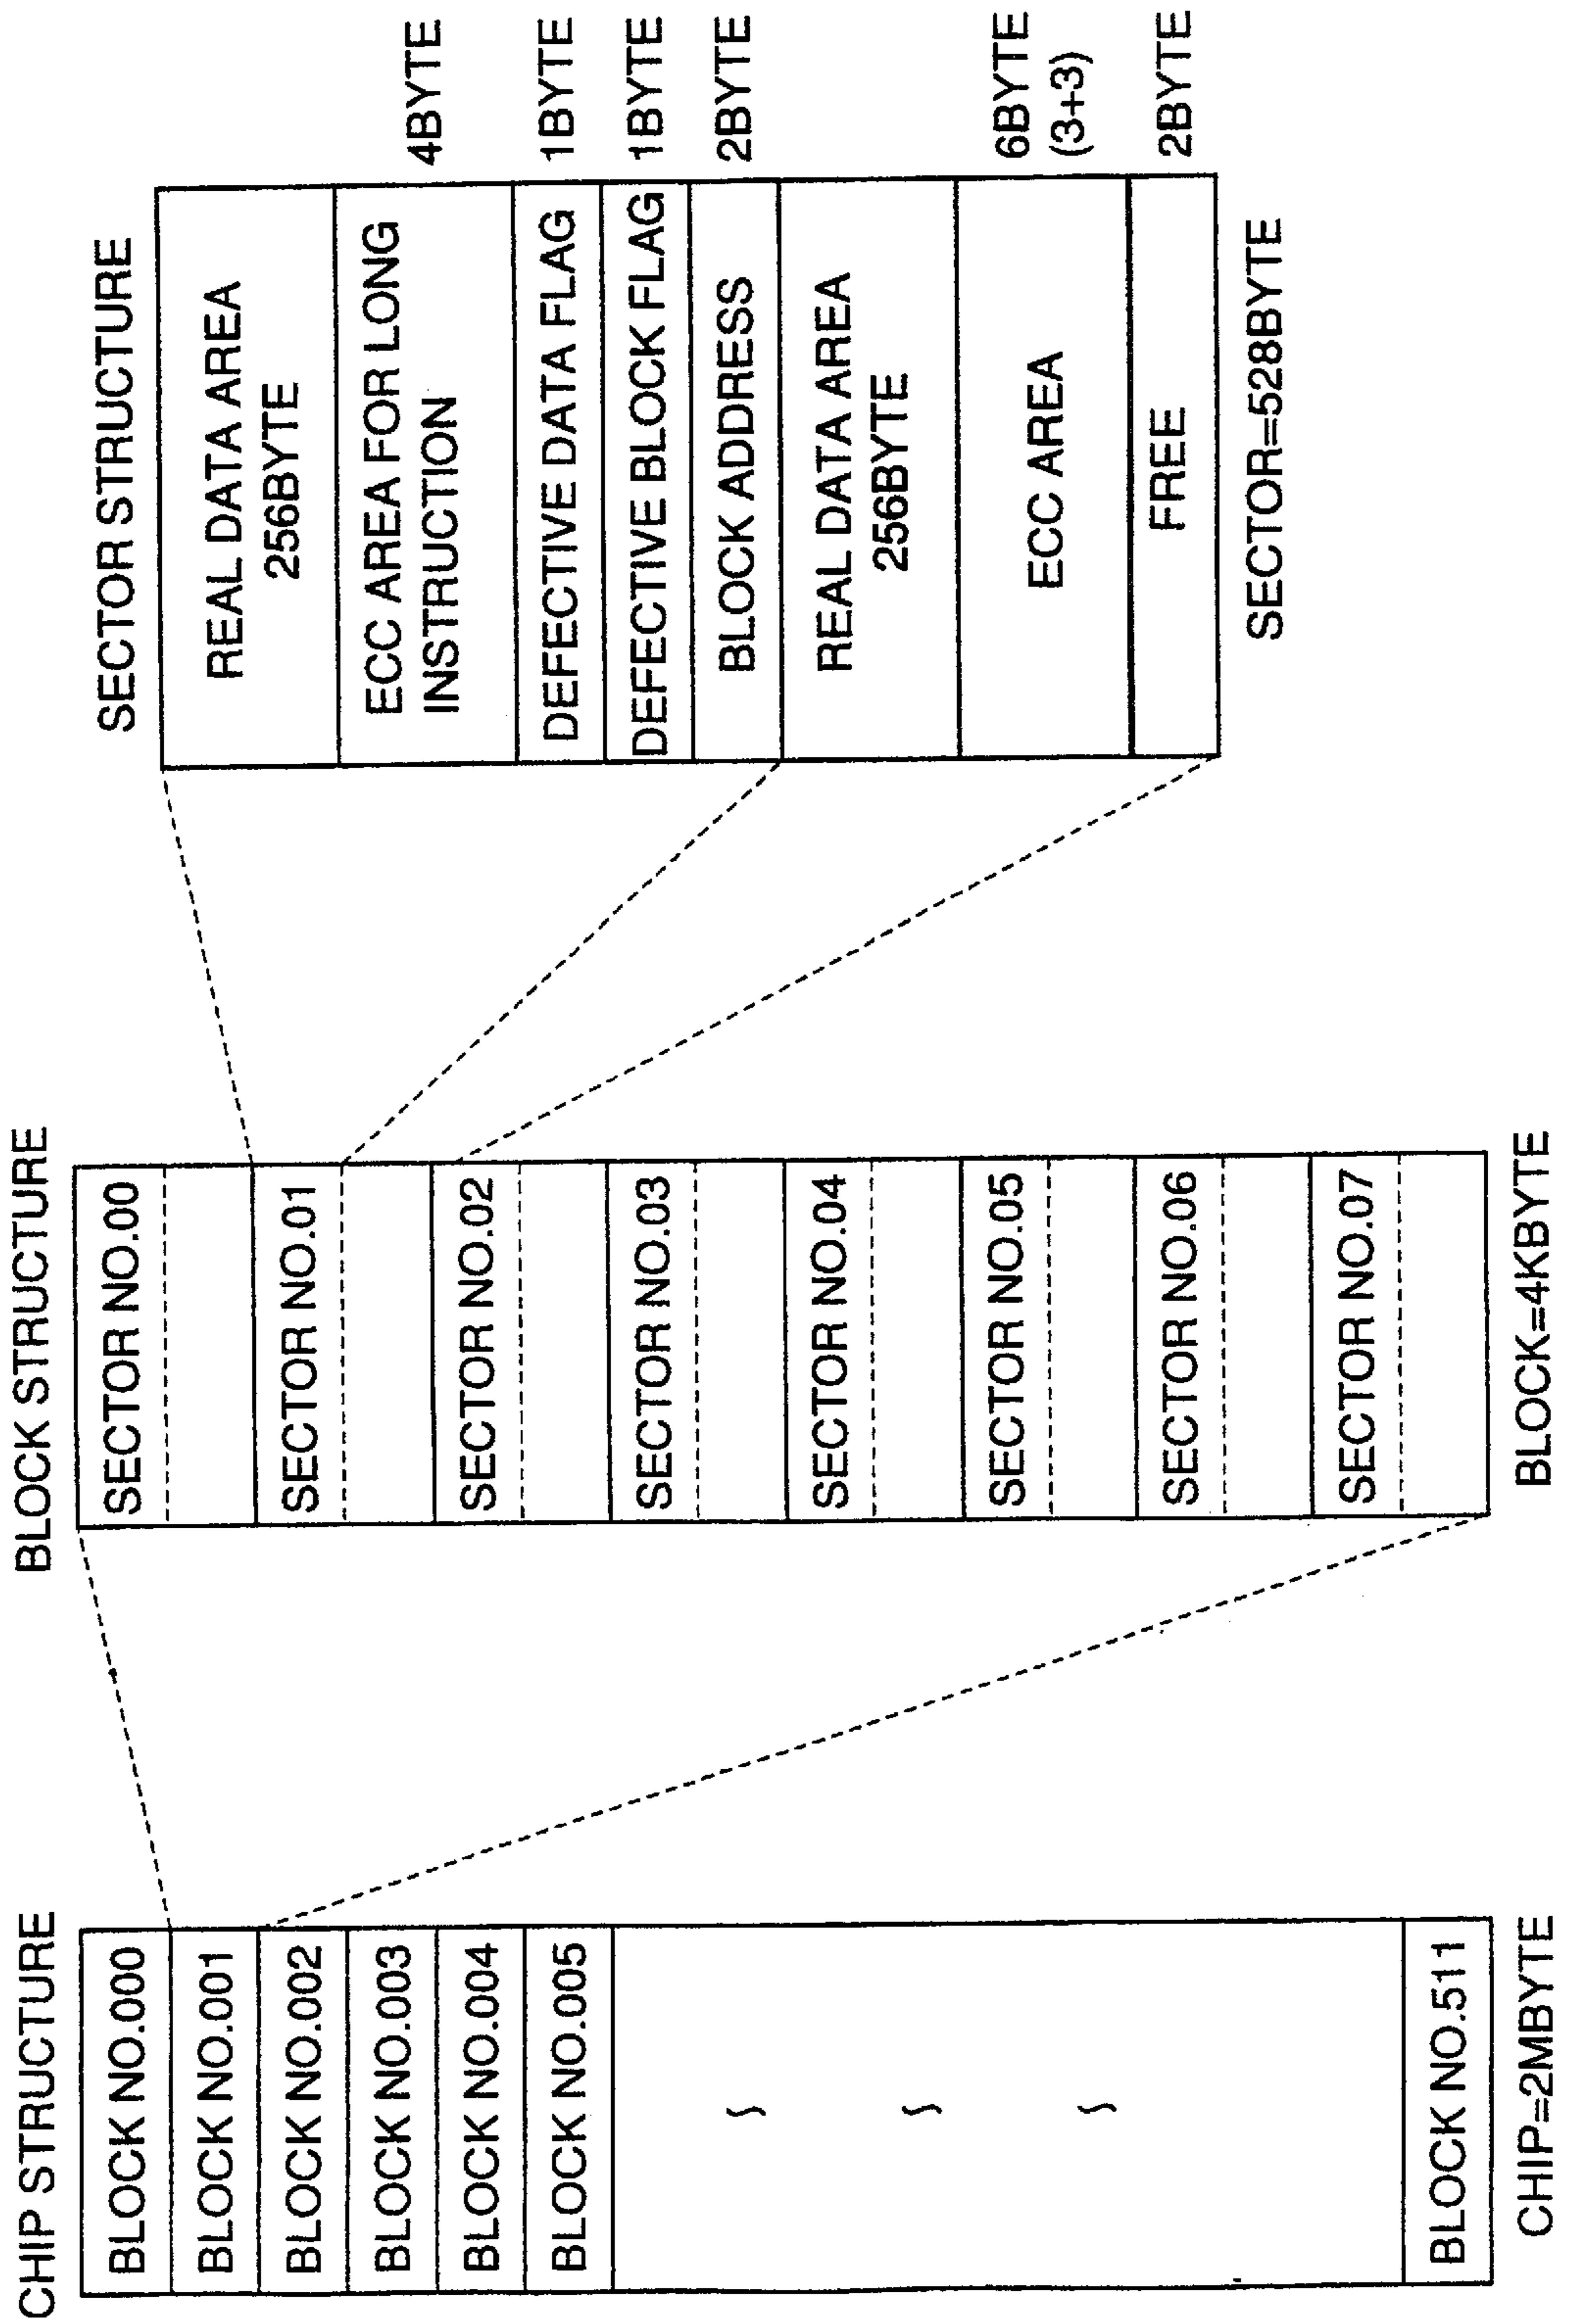 CHIP STRUCTURE
BLOCK NO.000
BLOCK NO.001
BLOCK NO.002
BLOCK NO.003
BLOCK NO.004
BLOCK NO.005
BLOCK NO.511
CHIP=2MBYTE
BLOCK STRUCTURE
SECTOR NO.00
SECTOR NO.01
SECTOR NO.02
SECTOR NO.03
SECTOR NO.04
SECTOR NO.05
SECTOR NO.06
SECTOR NO.07
BLOCK=4KBYTE
SECTOR STRUCTURE
REAL DATA AREA
256BYTE
ECC AREA FOR LONG
INSTRUCTION
4BYTE
DEFECTIVE DATA FLAG
1BYTE
DEFECTIVE BLOCK FLAG
1BYTE
BLOCK ADDRESS
2BYTE
REAL DATA AREA
256BYTE
ECC AREA
6BYTE
(3+3)
FREE
2BYTE
SECTOR=528BYTE